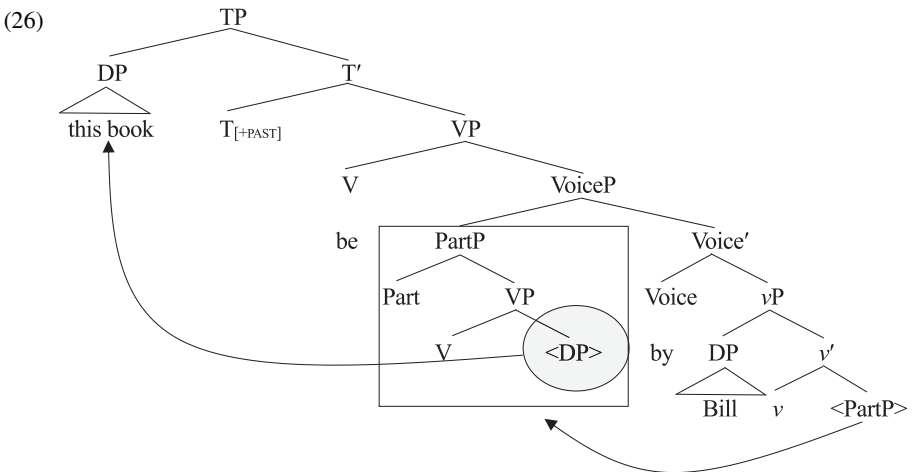 (26) TP
DP T′
this book T[+PAST] VP
V VoiceP
be PartP Voice′
Part VP Voice vP
V <DP> by DP v′
Bill v <PartP>